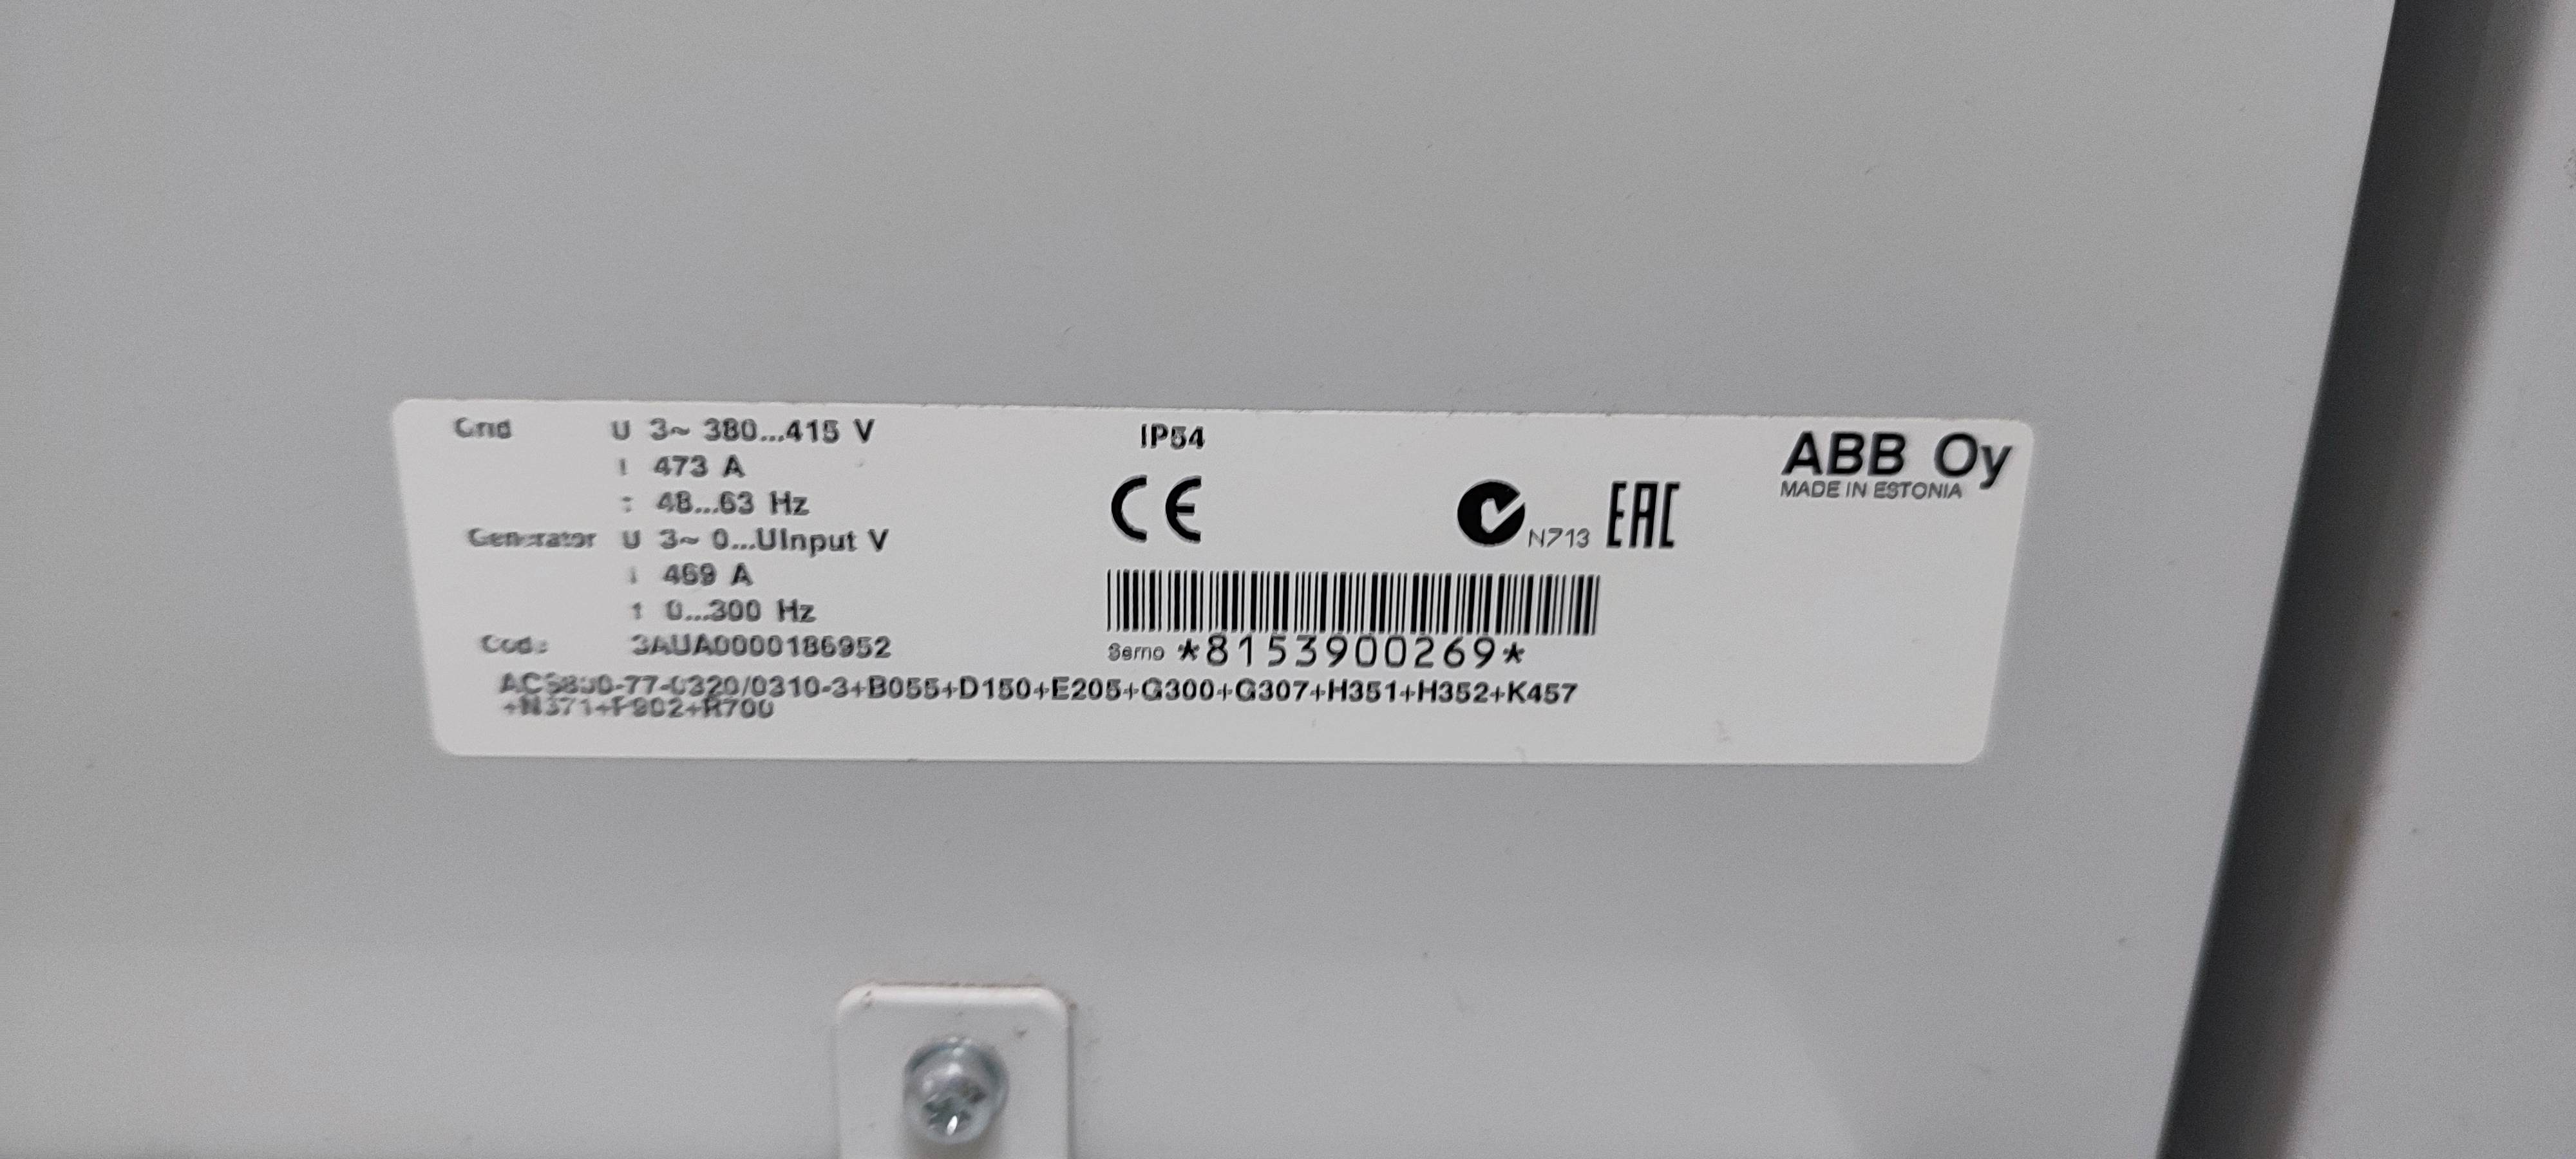 Grid U 3~ 380...415 V
I 473 A
f 48...63 Hz
Generator U 3~ 0...UInput V
I 469 A
f 0...300 Hz
Code 3AUA0000186952
IP54
CE
N713 EAC
ABB Oy
MADE IN ESTONIA
Serno *8153900269*
ACS800-77-0320/0310-3+B055+D150+E205+G300+G307+H351+H352+K457
+N371+P902+R700